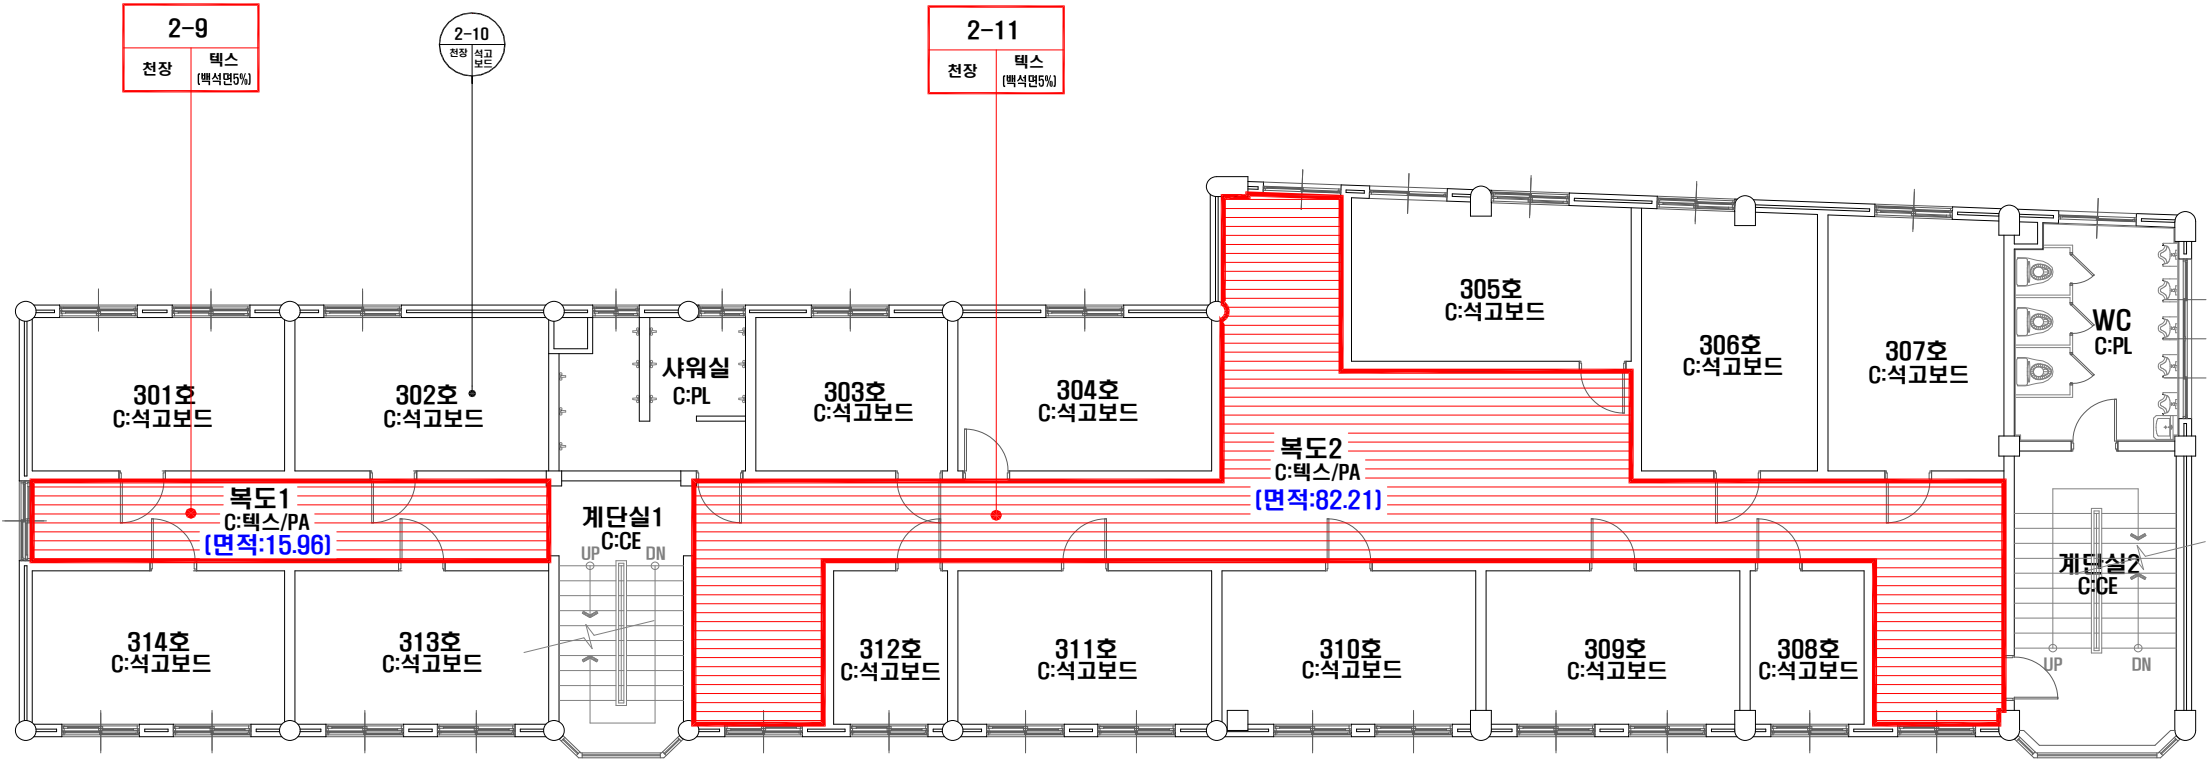 2-9
천장
텍스
(백석면5%)
2-10
천장
석고
보드
2-11
천장
텍스
(백석면5%)
301호
C:석고보드
302호
C:석고보드
샤워실
C:PL
303호
C:석고보드
304호
C:석고보드
305호
C:석고보드
306호
C:석고보드
307호
C:석고보드
WC
C:PL
복도1
C:텍스/PA
(면적:15.96)
계단실1
C:CE
UP
DN
복도2
C:텍스/PA
(면적:82.21)
계단실2
C:CE
UP
DN
314호
C:석고보드
313호
C:석고보드
312호
C:석고보드
311호
C:석고보드
310호
C:석고보드
309호
C:석고보드
308호
C:석고보드